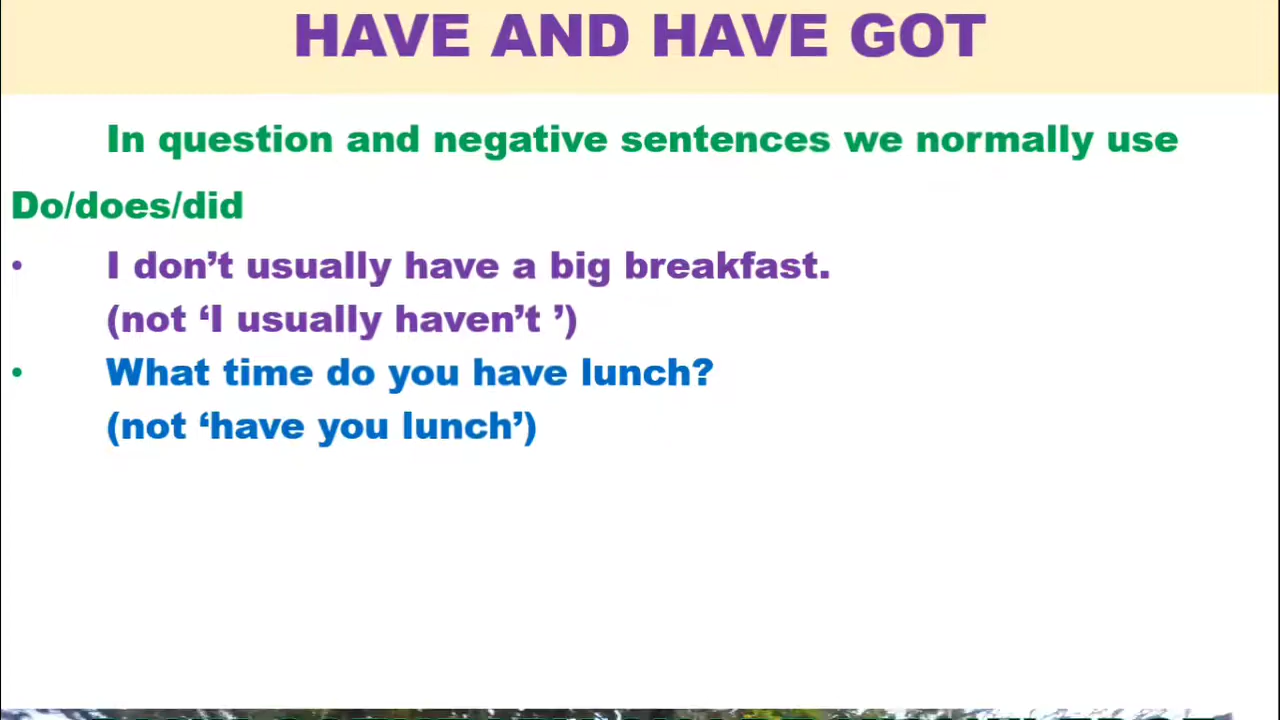 HAVE AND HAVE GOT
In question and negative sentences we normally use
Do/does/did
• I don’t usually have a big breakfast.
(not ‘I usually haven’t ’)
• What time do you have lunch?
(not ‘have you lunch’)